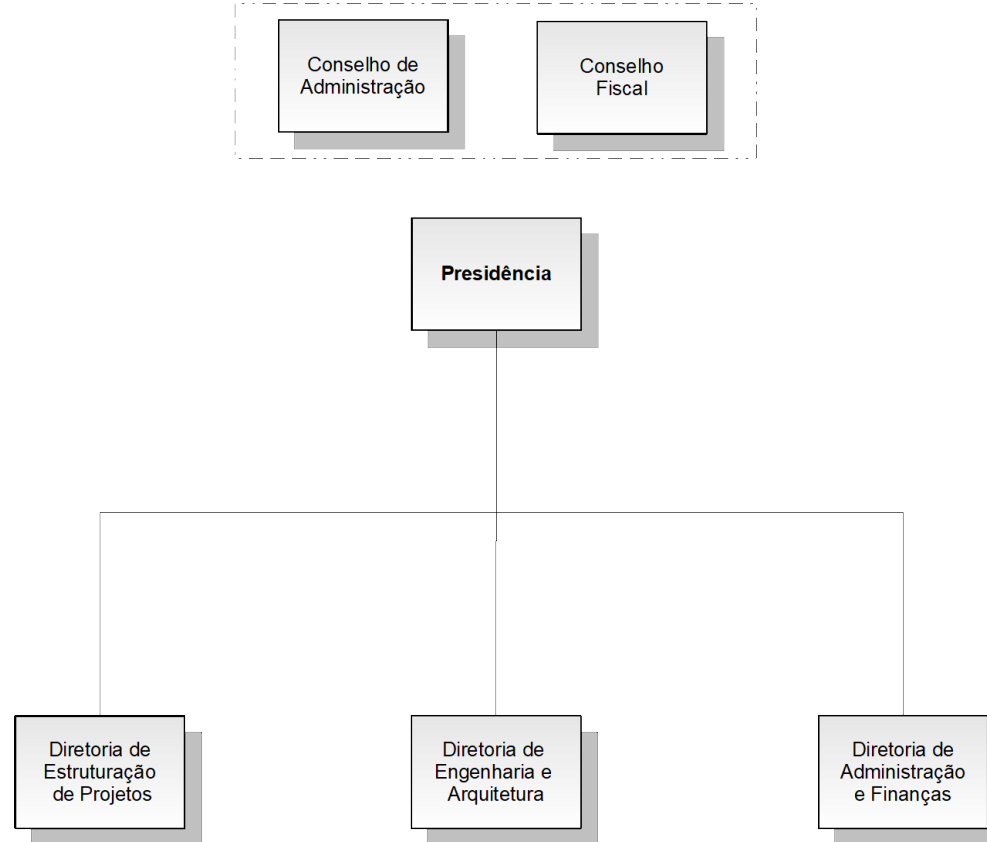 Conselho de
Administração
Conselho
Fiscal
Presidência
Diretoria de
Estruturação
de Projetos
Diretoria de
Engenharia e
Arquitetura
Diretoria de
Administração
e Finanças